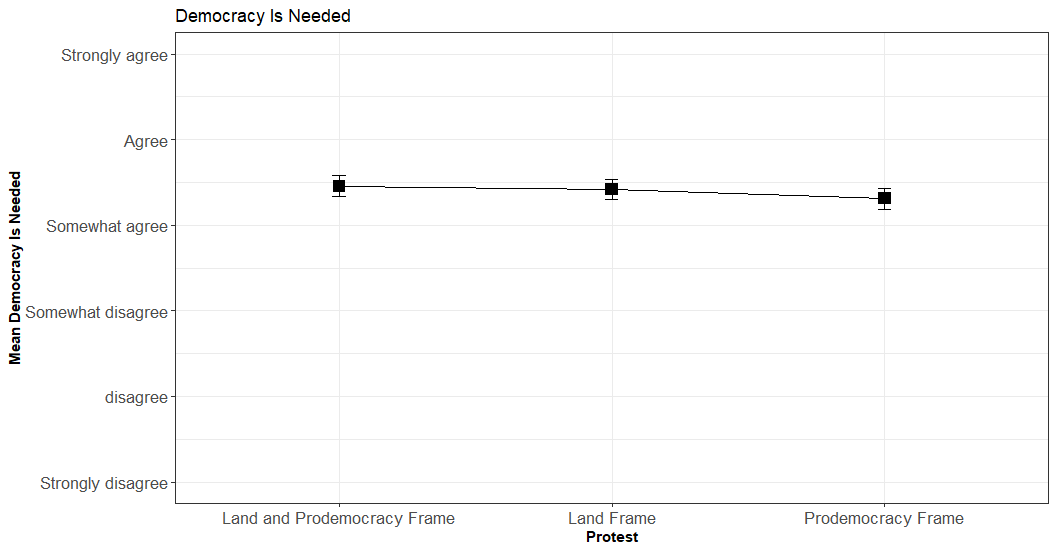 Democracy Is Needed
Mean Democracy Is Needed
Strongly agree
Agree
Somewhat agree
Somewhat disagree
disagree
Strongly disagree
Land and Prodemocracy Frame
Land Frame
Prodemocracy Frame
Protest